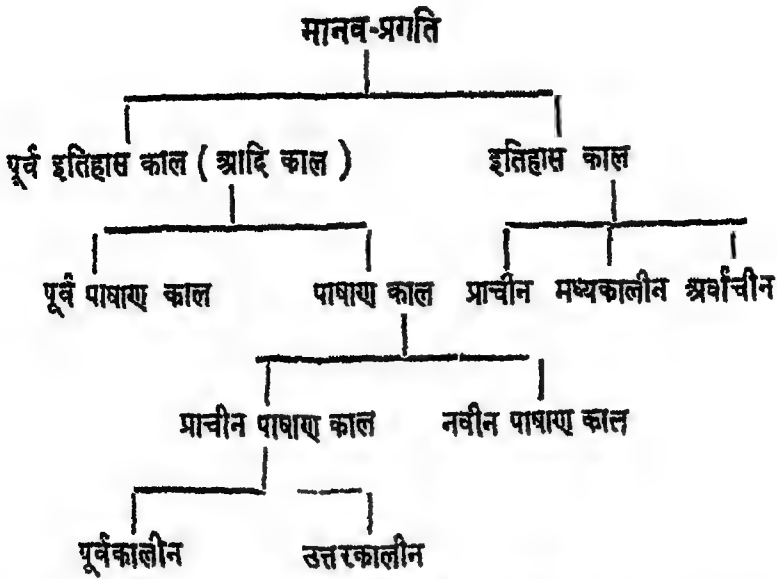 मानव-प्रगति
पूर्व इतिहास काल ( आदि काल ) इतिहास काल
पूर्व पाषाण काल पाषाण काल प्राचीन मध्यकालीन अर्वाचीन
प्राचीन पाषाण काल नवीन पाषाण काल
पूर्वकालीन उत्तरकालीन